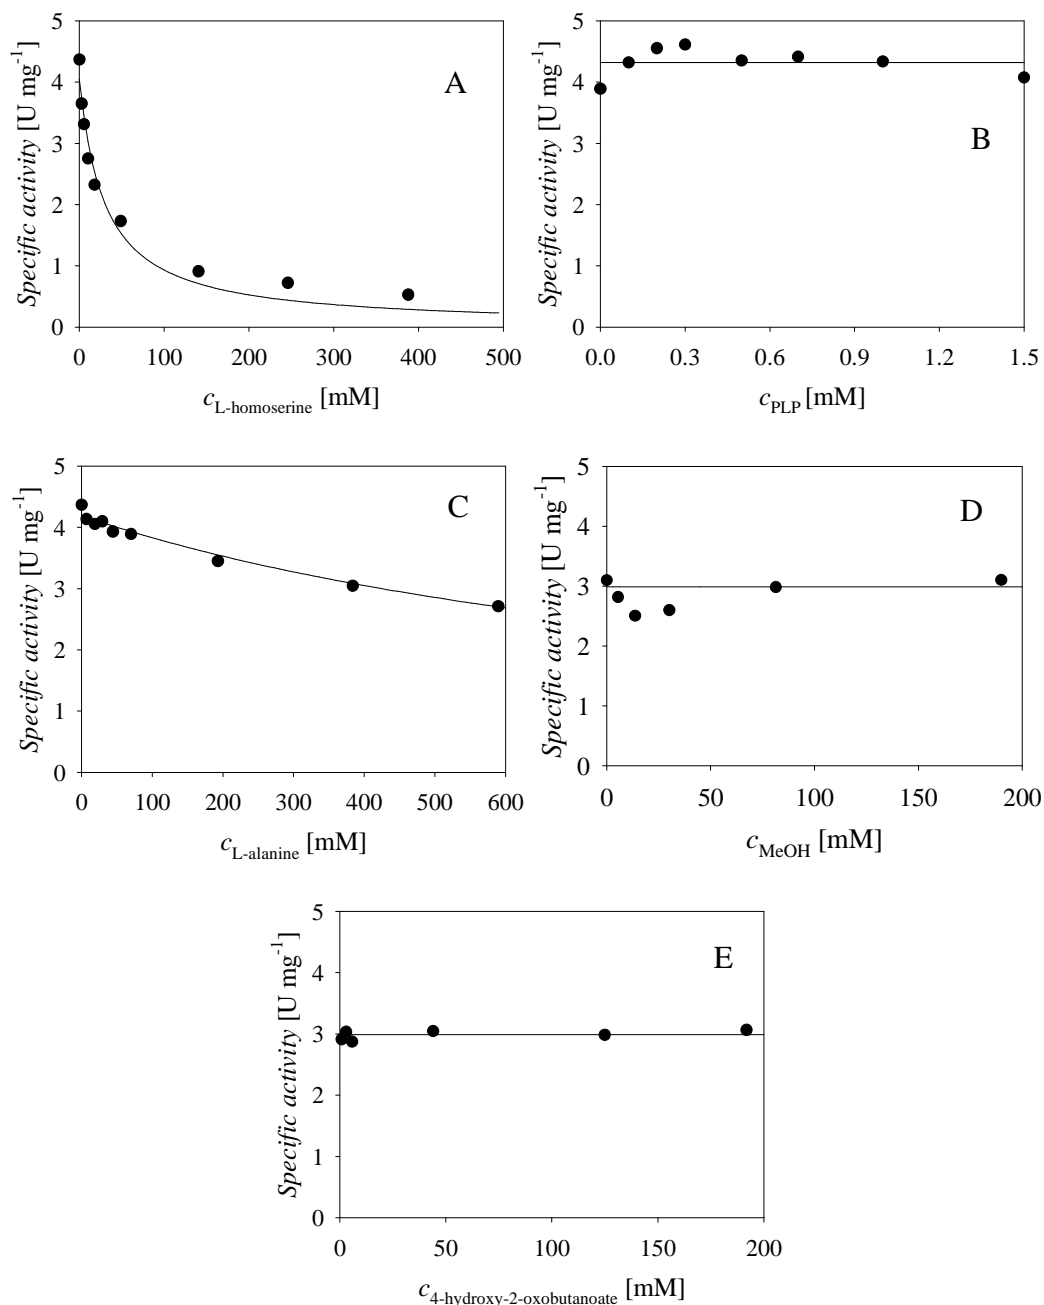 A
Specific activity [U mg-1]
5
4
3
2
1
0
0 100 200 300 400 500
cL-homoserine [mM]
B
Specific activity [U mg-1]
5
4
3
2
1
0
0.0 0.3 0.6 0.9 1.2 1.5
cPLP [mM]
C
Specific activity [U mg-1]
5
4
3
2
1
0
0 100 200 300 400 500 600
cL-alanine [mM]
D
Specific activity [U mg-1]
5
4
3
2
1
0
0 50 100 150 200
cMeOH [mM]
E
Specific activity [U mg-1]
5
4
3
2
1
0
0 50 100 150 200
c4-hydroxy-2-oxobutanoate [mM]